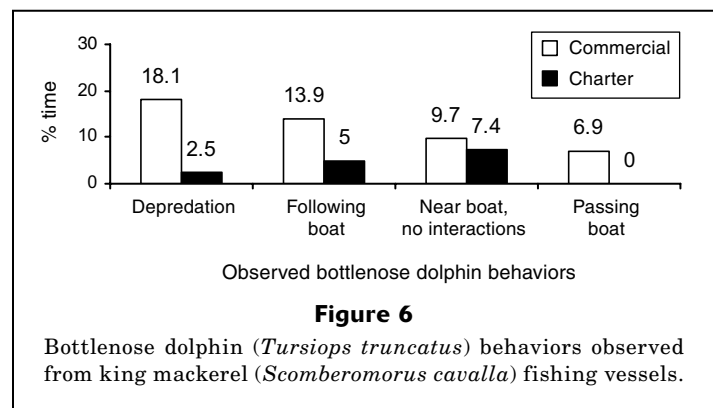 30
20
10
0
% time
18.1
2.5
13.9
5
9.7
7.4
6.9
0
Commercial
Charter
Depredation
Following
boat
Near boat,
no interactions
Passing
boat
Observed bottlenose dolphin behaviors
Figure 6
Bottlenose dolphin (Tursiops truncatus) behaviors observed
from king mackerel (Scomberomorus cavalla) fishing vessels.